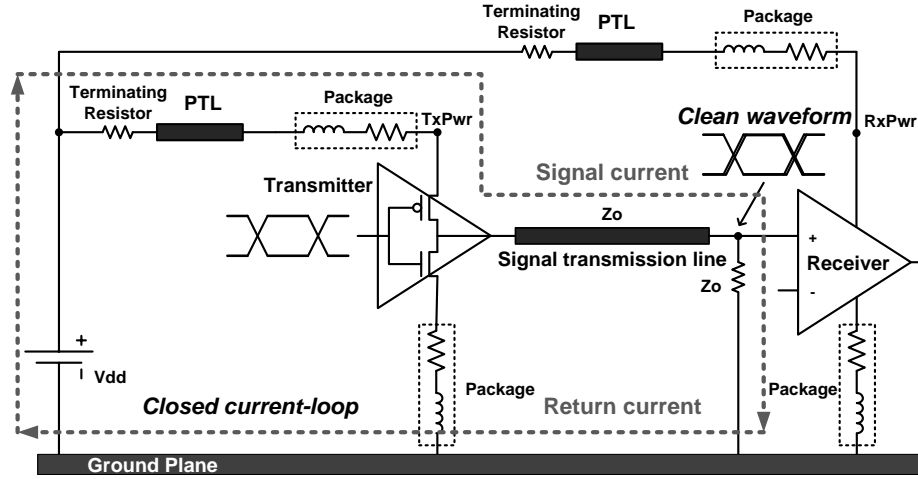 Terminating
Resistor
PTL
Package
Terminating
Resistor
PTL
Package
TxPwr
Clean waveform
RxPwr
Transmitter
Signal current
Zo
Signal transmission line
Zo
+
-
Receiver
+
Vdd
Package
Package
Closed current-loop
Return current
Ground Plane